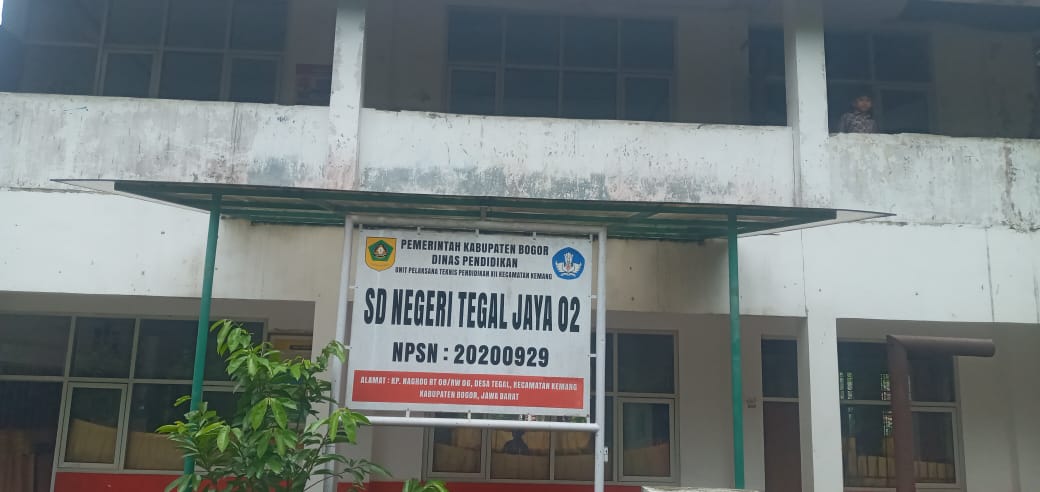 PEMERINTAH KABUPATEN BOGOR
DINAS PENDIDIKAN
UNIT PELAKSANA TEKNIS PENDIDIKAN XII KECAMATAN KEMANG
SD NEGERI TEGAL JAYA 02
NPSN : 20200929
ALAMAT : KP. NAGROG RT 08/RW 06, DESA TEGAL, KECAMATAN KEMANG
KABUPATEN BOGOR, JAWA BARAT